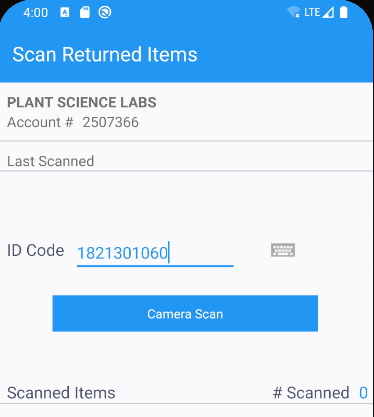 4:00 LTE
Scan Returned Items
PLANT SCIENCE LABS
Account # 2507366
Last Scanned
ID Code 1821301060
Camera Scan
Scanned Items # Scanned 0